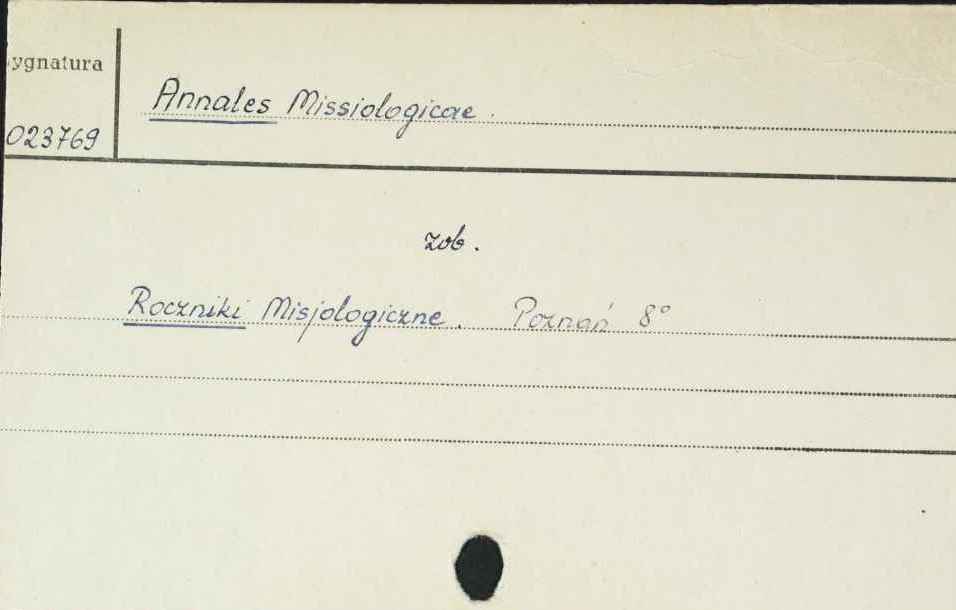 ygnatura
Annales Missiologicae.
023769
zob.
Roczniki Misjologiczne. Poznań 8°